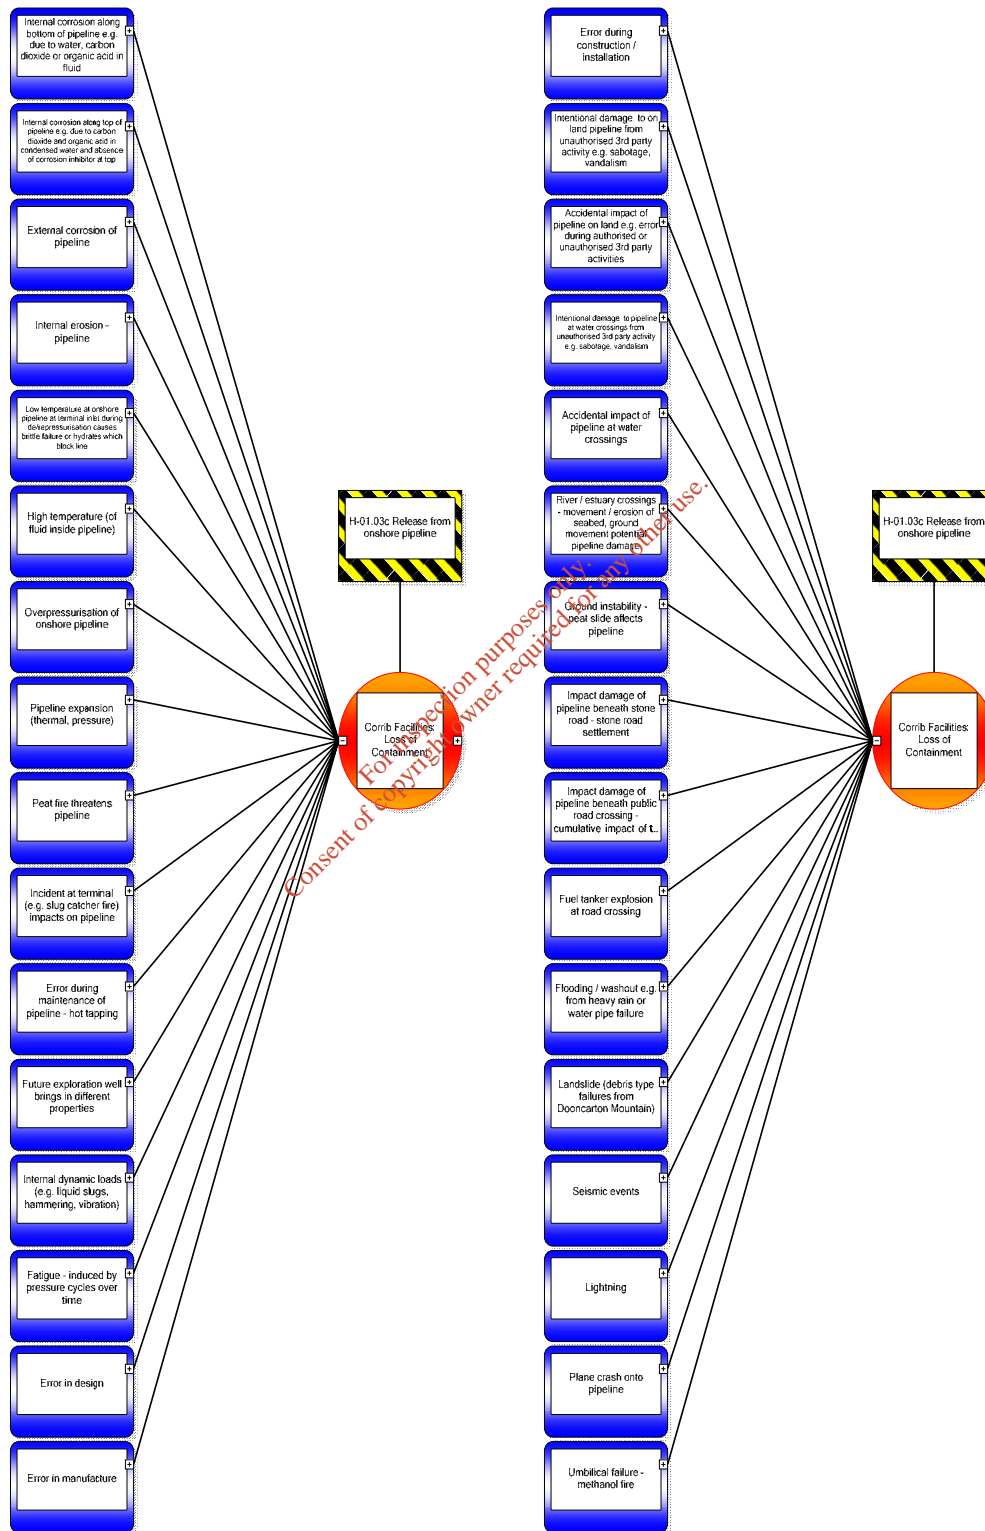 Internal corrosion along
bottom of pipeline e.g.
due to water, carbon
dioxide or organic acid in
fluid
Internal corrosion along top of
pipeline e.g. due to carbon
dioxide and organic acid in
condensed water and absence
of corrosion inhibitor at top
External corrosion of
pipeline
Internal erosion -
pipeline
Low temperature at onshore
pipeline at terminal inlet during
de/repressurisation causes
brittle failure or hydrates which
block line
High temperature (of
fluid inside pipeline)
Overpressurisation of
onshore pipeline
Pipeline expansion
(thermal, pressure)
Peat fire threatens
pipeline
Incident at terminal
(e.g. slug catcher fire)
impacts on pipeline
Error during
maintenance of
pipeline - hot tapping
Future exploration well
brings in different
properties
Internal dynamic loads
(e.g. liquid slugs,
hammering, vibration)
Fatigue - induced by
pressure cycles over
time
Error in design
Error in manufacture
H-01.03c Release from
onshore pipeline
Corrib Facilities:
Loss of
Containment
For inspection purposes only.
Consent of copyright owner required for any other use.
Error during
construction /
installation
Intentional damage to on
land pipeline from
unauthorised 3rd party
activity e.g. sabotage,
vandalism
Accidental impact of
pipeline on land e.g. error
during authorised or
unauthorised 3rd party
activities
Intentional damage to pipeline
at water crossings from
unauthorised 3rd party activity
e.g. sabotage, vandalism
Accidental impact of
pipeline at water
crossings
River / estuary crossings
- movement / erosion of
seabed, ground
movement potential
pipeline damage
Ground instability -
peat slide affects
pipeline
Impact damage of
pipeline beneath stone
road - stone road
settlement
Impact damage of
pipeline beneath public
road crossing -
cumulative impact of t...
Fuel tanker explosion
at road crossing
Flooding / washout e.g.
from heavy rain or
water pipe failure
Landslide (debris type
failures from
Dooncarton Mountain)
Seismic events
Lightning
Plane crash onto
pipeline
Umbilical failure -
methanol fire
H-01.03c Release from
onshore pipeline
Corrib Facilities:
Loss of
Containment